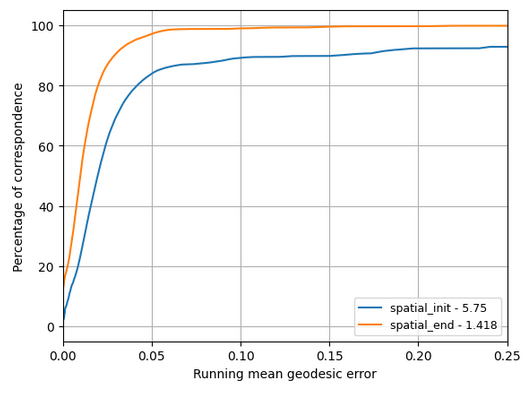 100
80
60
40
20
0
Percentage of correspondence
spatial_init - 5.75
spatial_end - 1.418
0.00 0.05 0.10 0.15 0.20 0.25
Running mean geodesic error